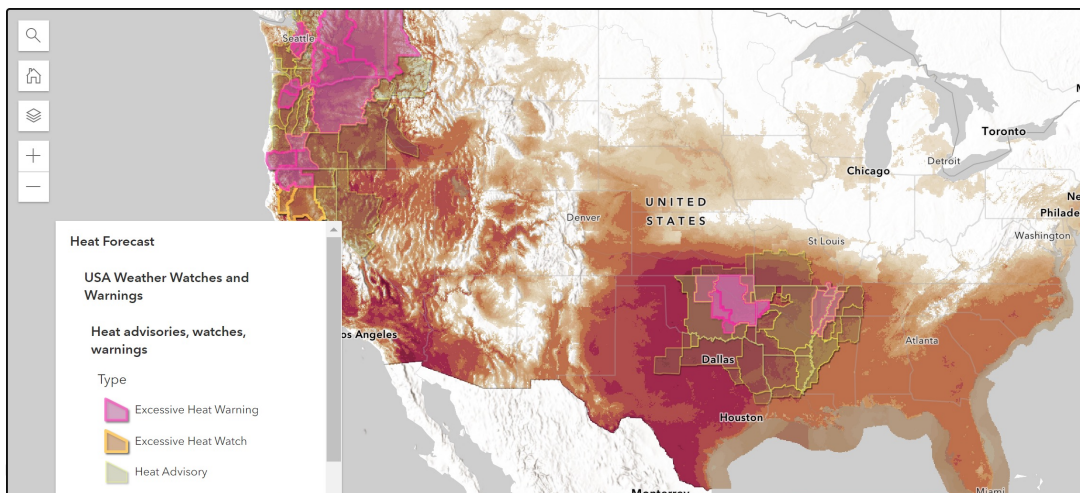 Seattle
Toronto
Detroit
Chicago
UNITED
STATES
Denver
Philade
Washington
St Louis
Heat Forecast
USA Weather Watches and
Warnings
Heat advisories, watches,
warnings
Type
Excessive Heat Warning
Excessive Heat Watch
Heat Advisory
os Angeles
Atlanta
Dallas
Houston
Monterrey
Miami